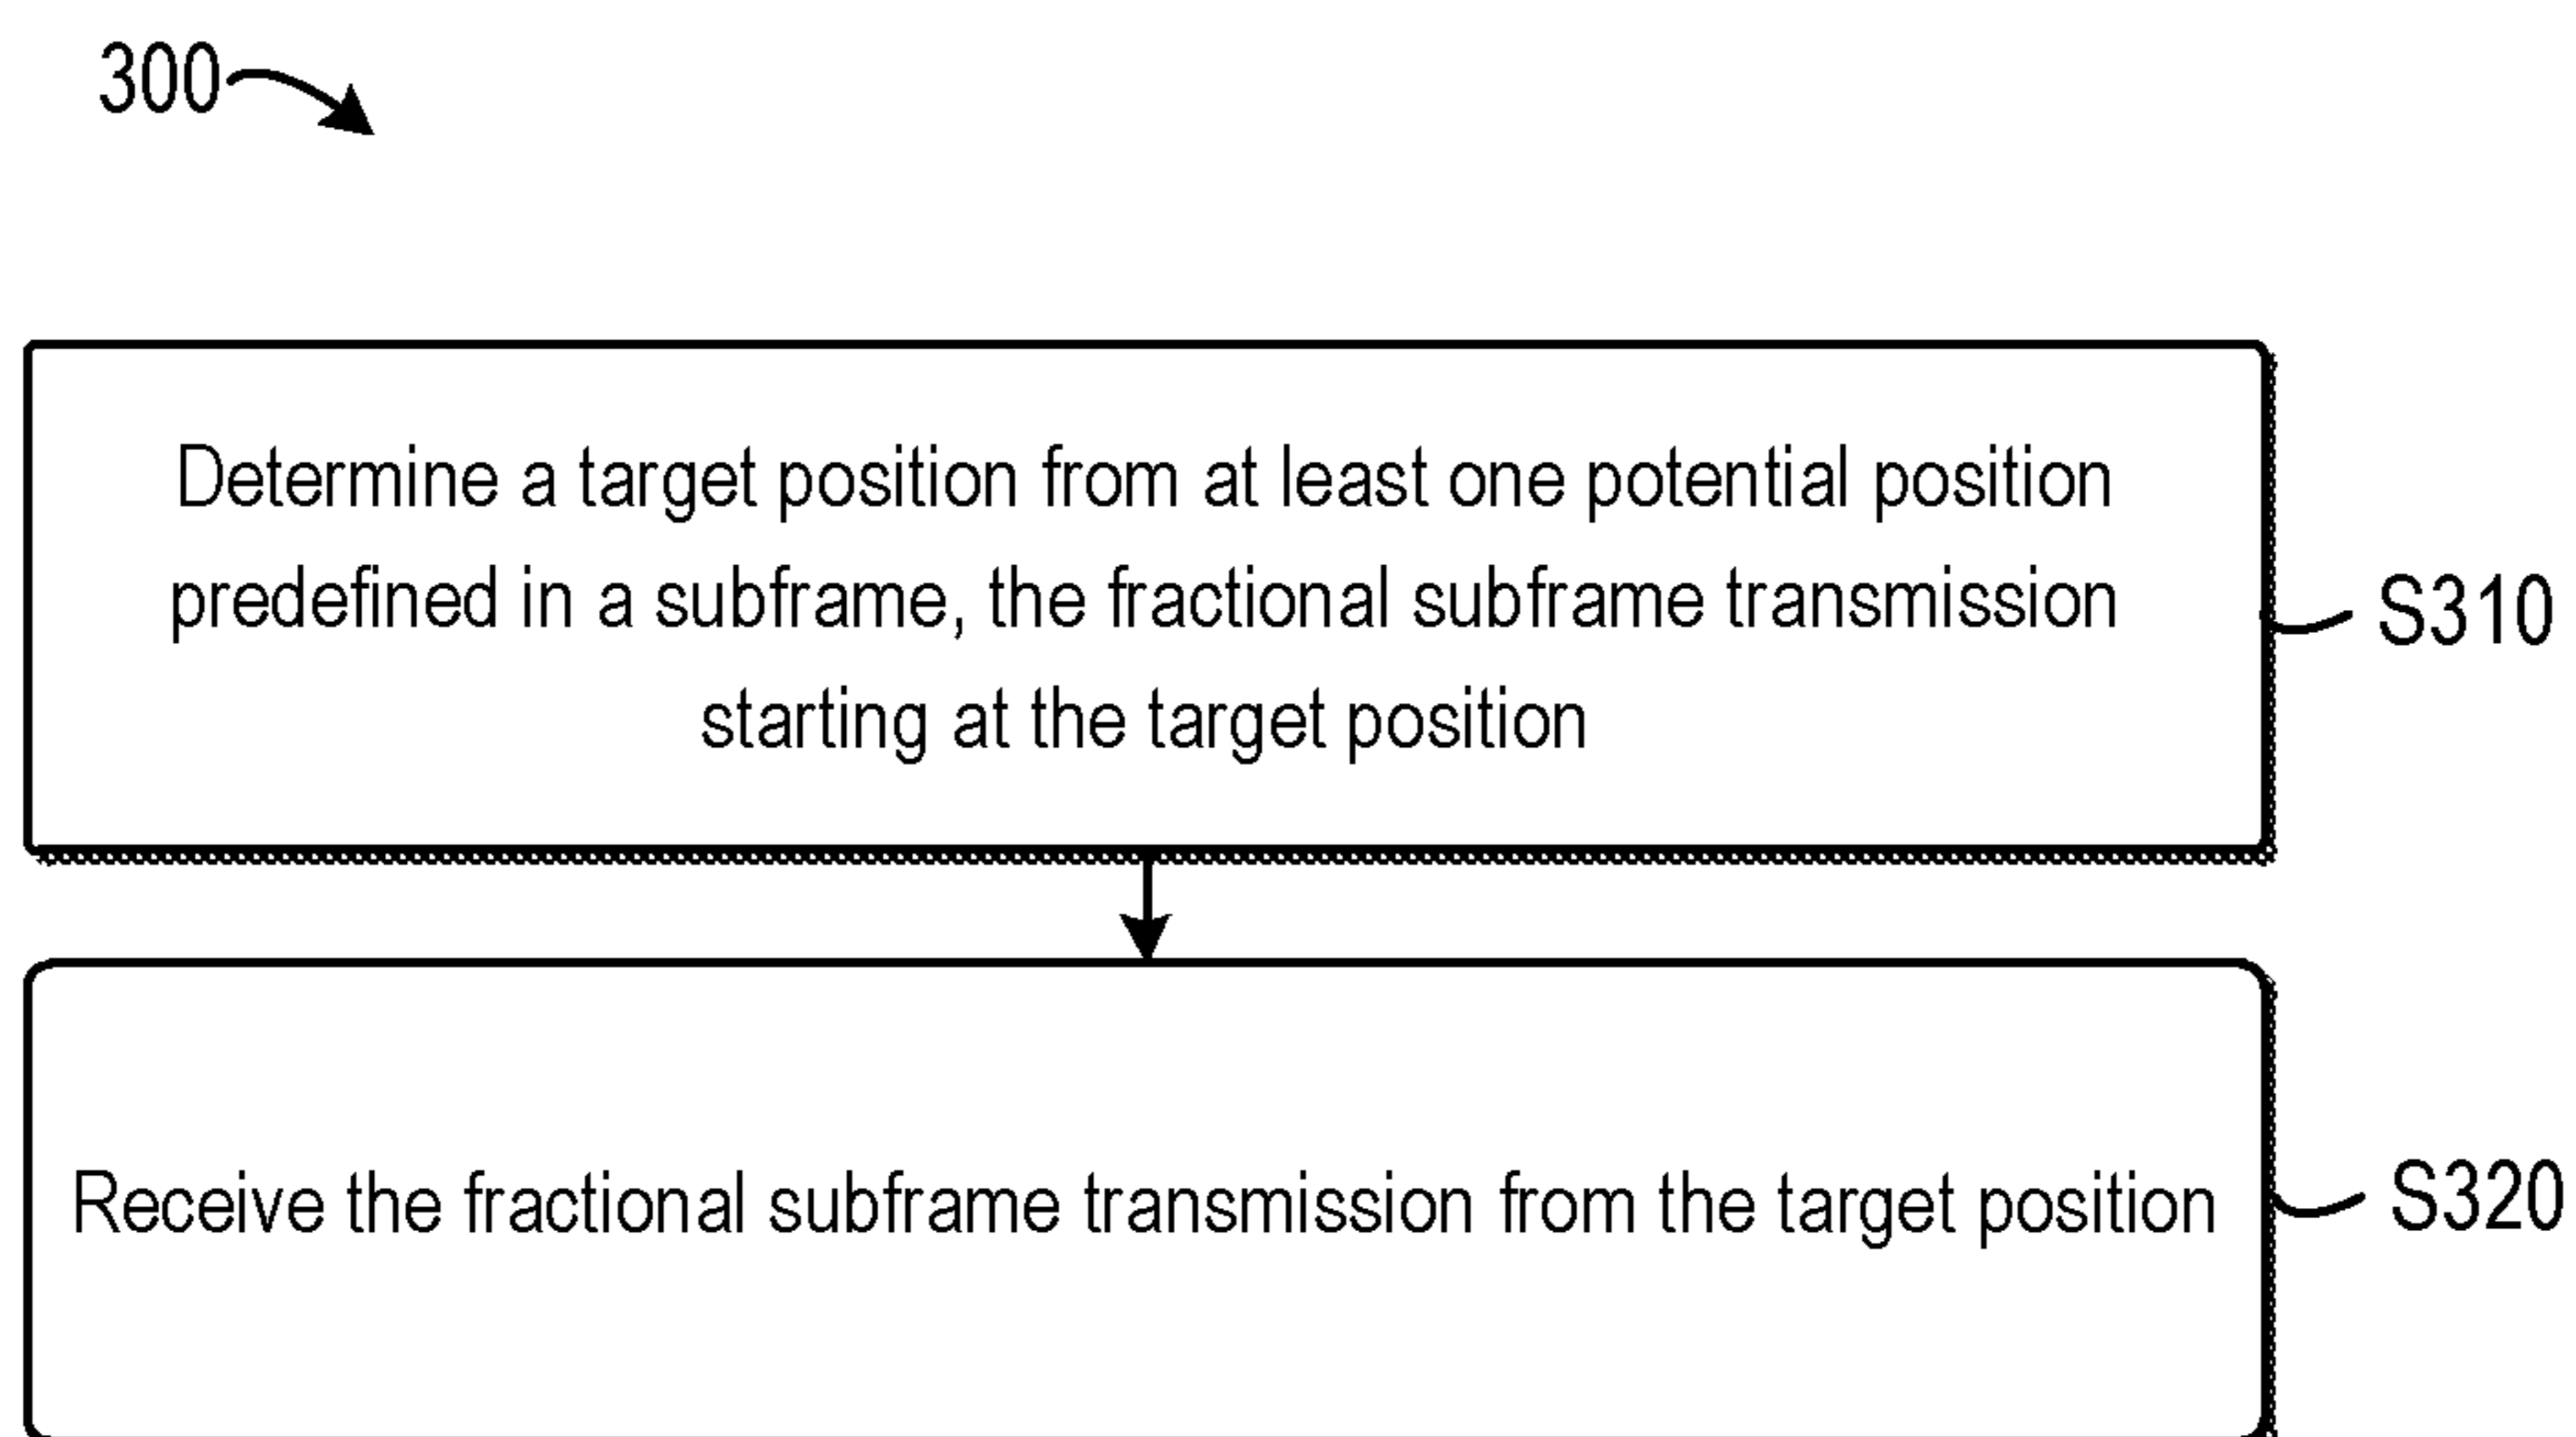 300
Determine a target position from at least one potential position
predefined in a subframe, the fractional subframe transmission
starting at the target position
S310
Receive the fractional subframe transmission from the target position
S320